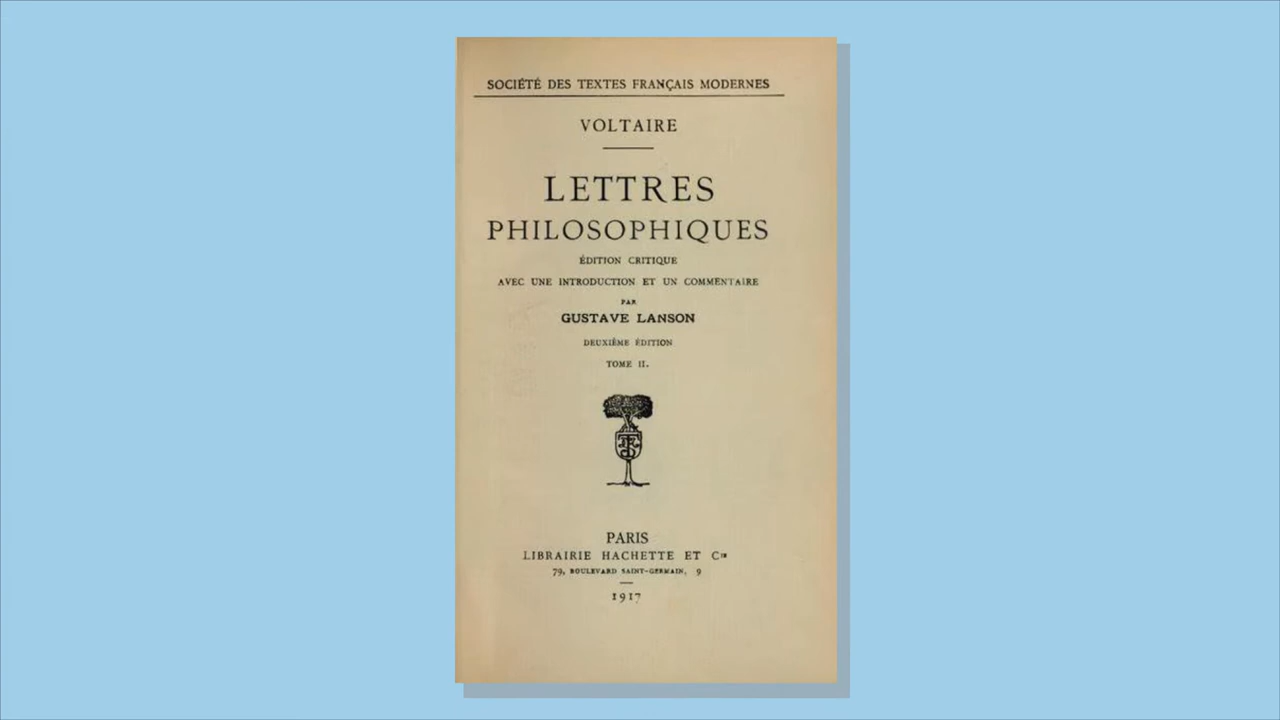 SOCIÉTÉ DES TEXTES FRANÇAIS MODERNES
VOLTAIRE
LETTRES
PHILOSOPHIQUES
ÉDITION CRITIQUE
AVEC UNE INTRODUCTION ET UN COMMENTAIRE
PAR
GUSTAVE LANSON
DEUXIÈME ÉDITION
TOME II.
PARIS
LIBRAIRIE HACHETTE ET Cie
79, BOULEVARD SAINT-GERMAIN, 9
1917